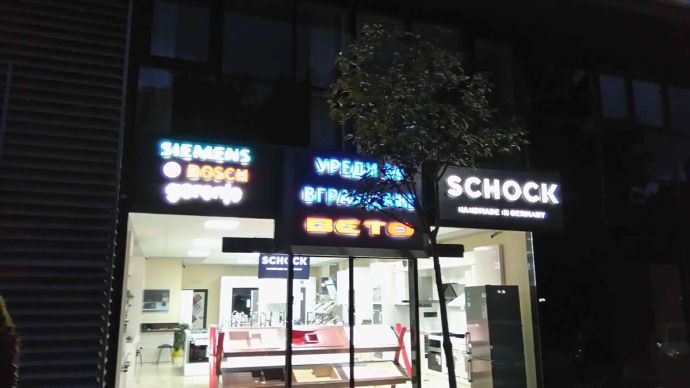 SIEMENS
BOSCH
gorenje
УРЕДИ ЗА
ВГРАЖДАНЕ
ВЕТО
SCHOCK
HANDMADE IN GERMANY
SCHOCK